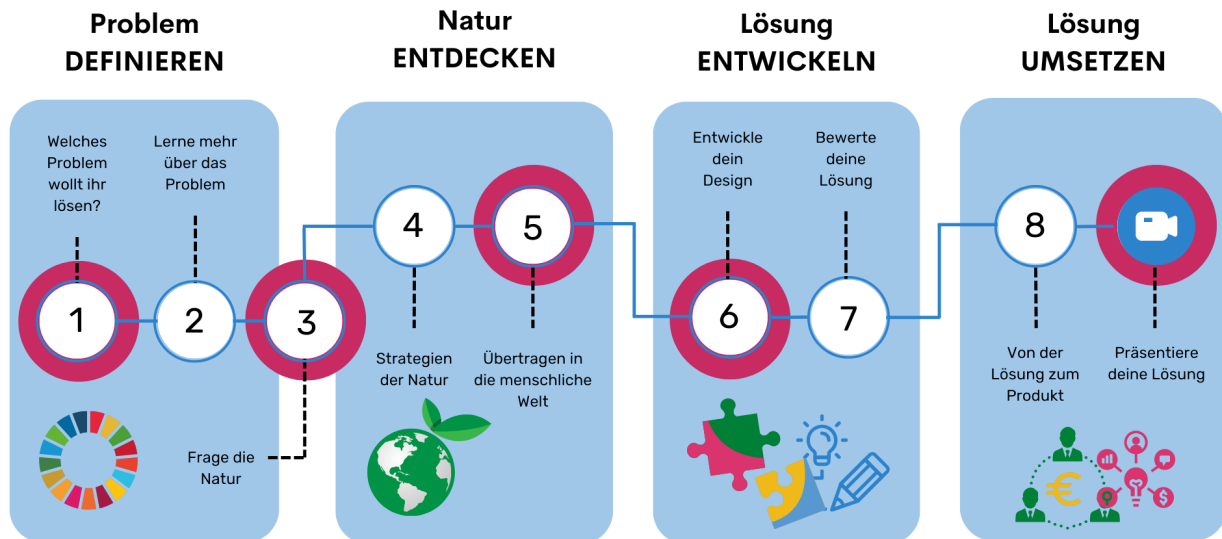 Problem
DEFINIEREN
Natur
ENTDECKEN
Lösung
ENTWICKELN
Lösung
UMSETZEN
Welches
Problem
wollt ihr
lösen?
Lerne mehr
über das
Problem
1
2
3
Frage die
Natur
4
5
Strategien
der Natur
Übertragen in
die menschliche
Welt
Entwickle
dein
Design
Bewerte
deine
Lösung
6
7
8
Von der
Lösung zum
Produkt
Präsentiere
deine Lösung
€
$